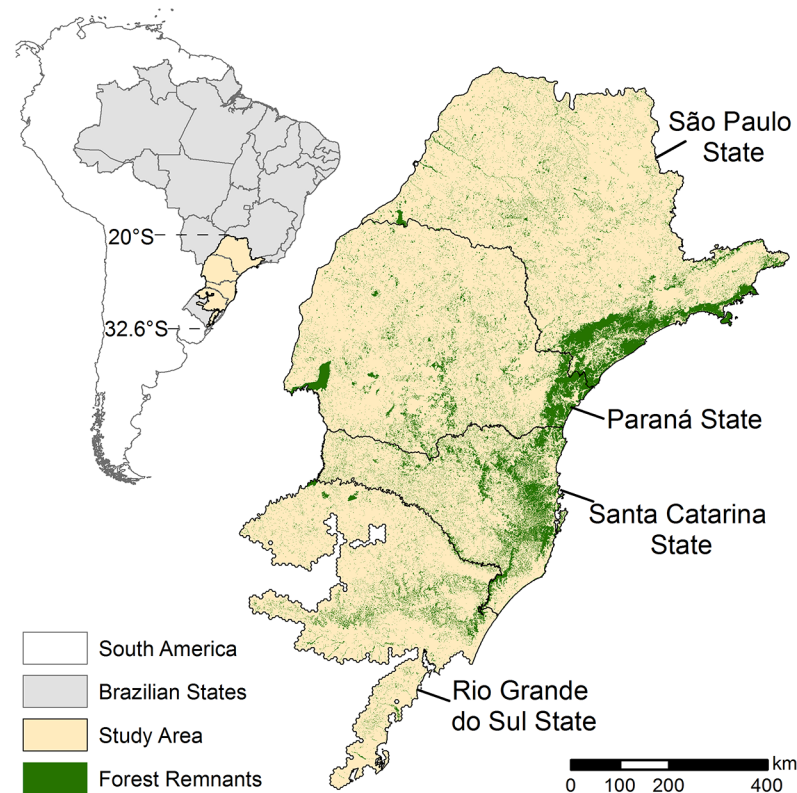 São Paulo
State
20°S
32.6°S
Paraná State
Santa Catarina
State
Rio Grande
do Sul State
South America
Brazilian States
Study Area
Forest Remnants
km
0 100 200 400